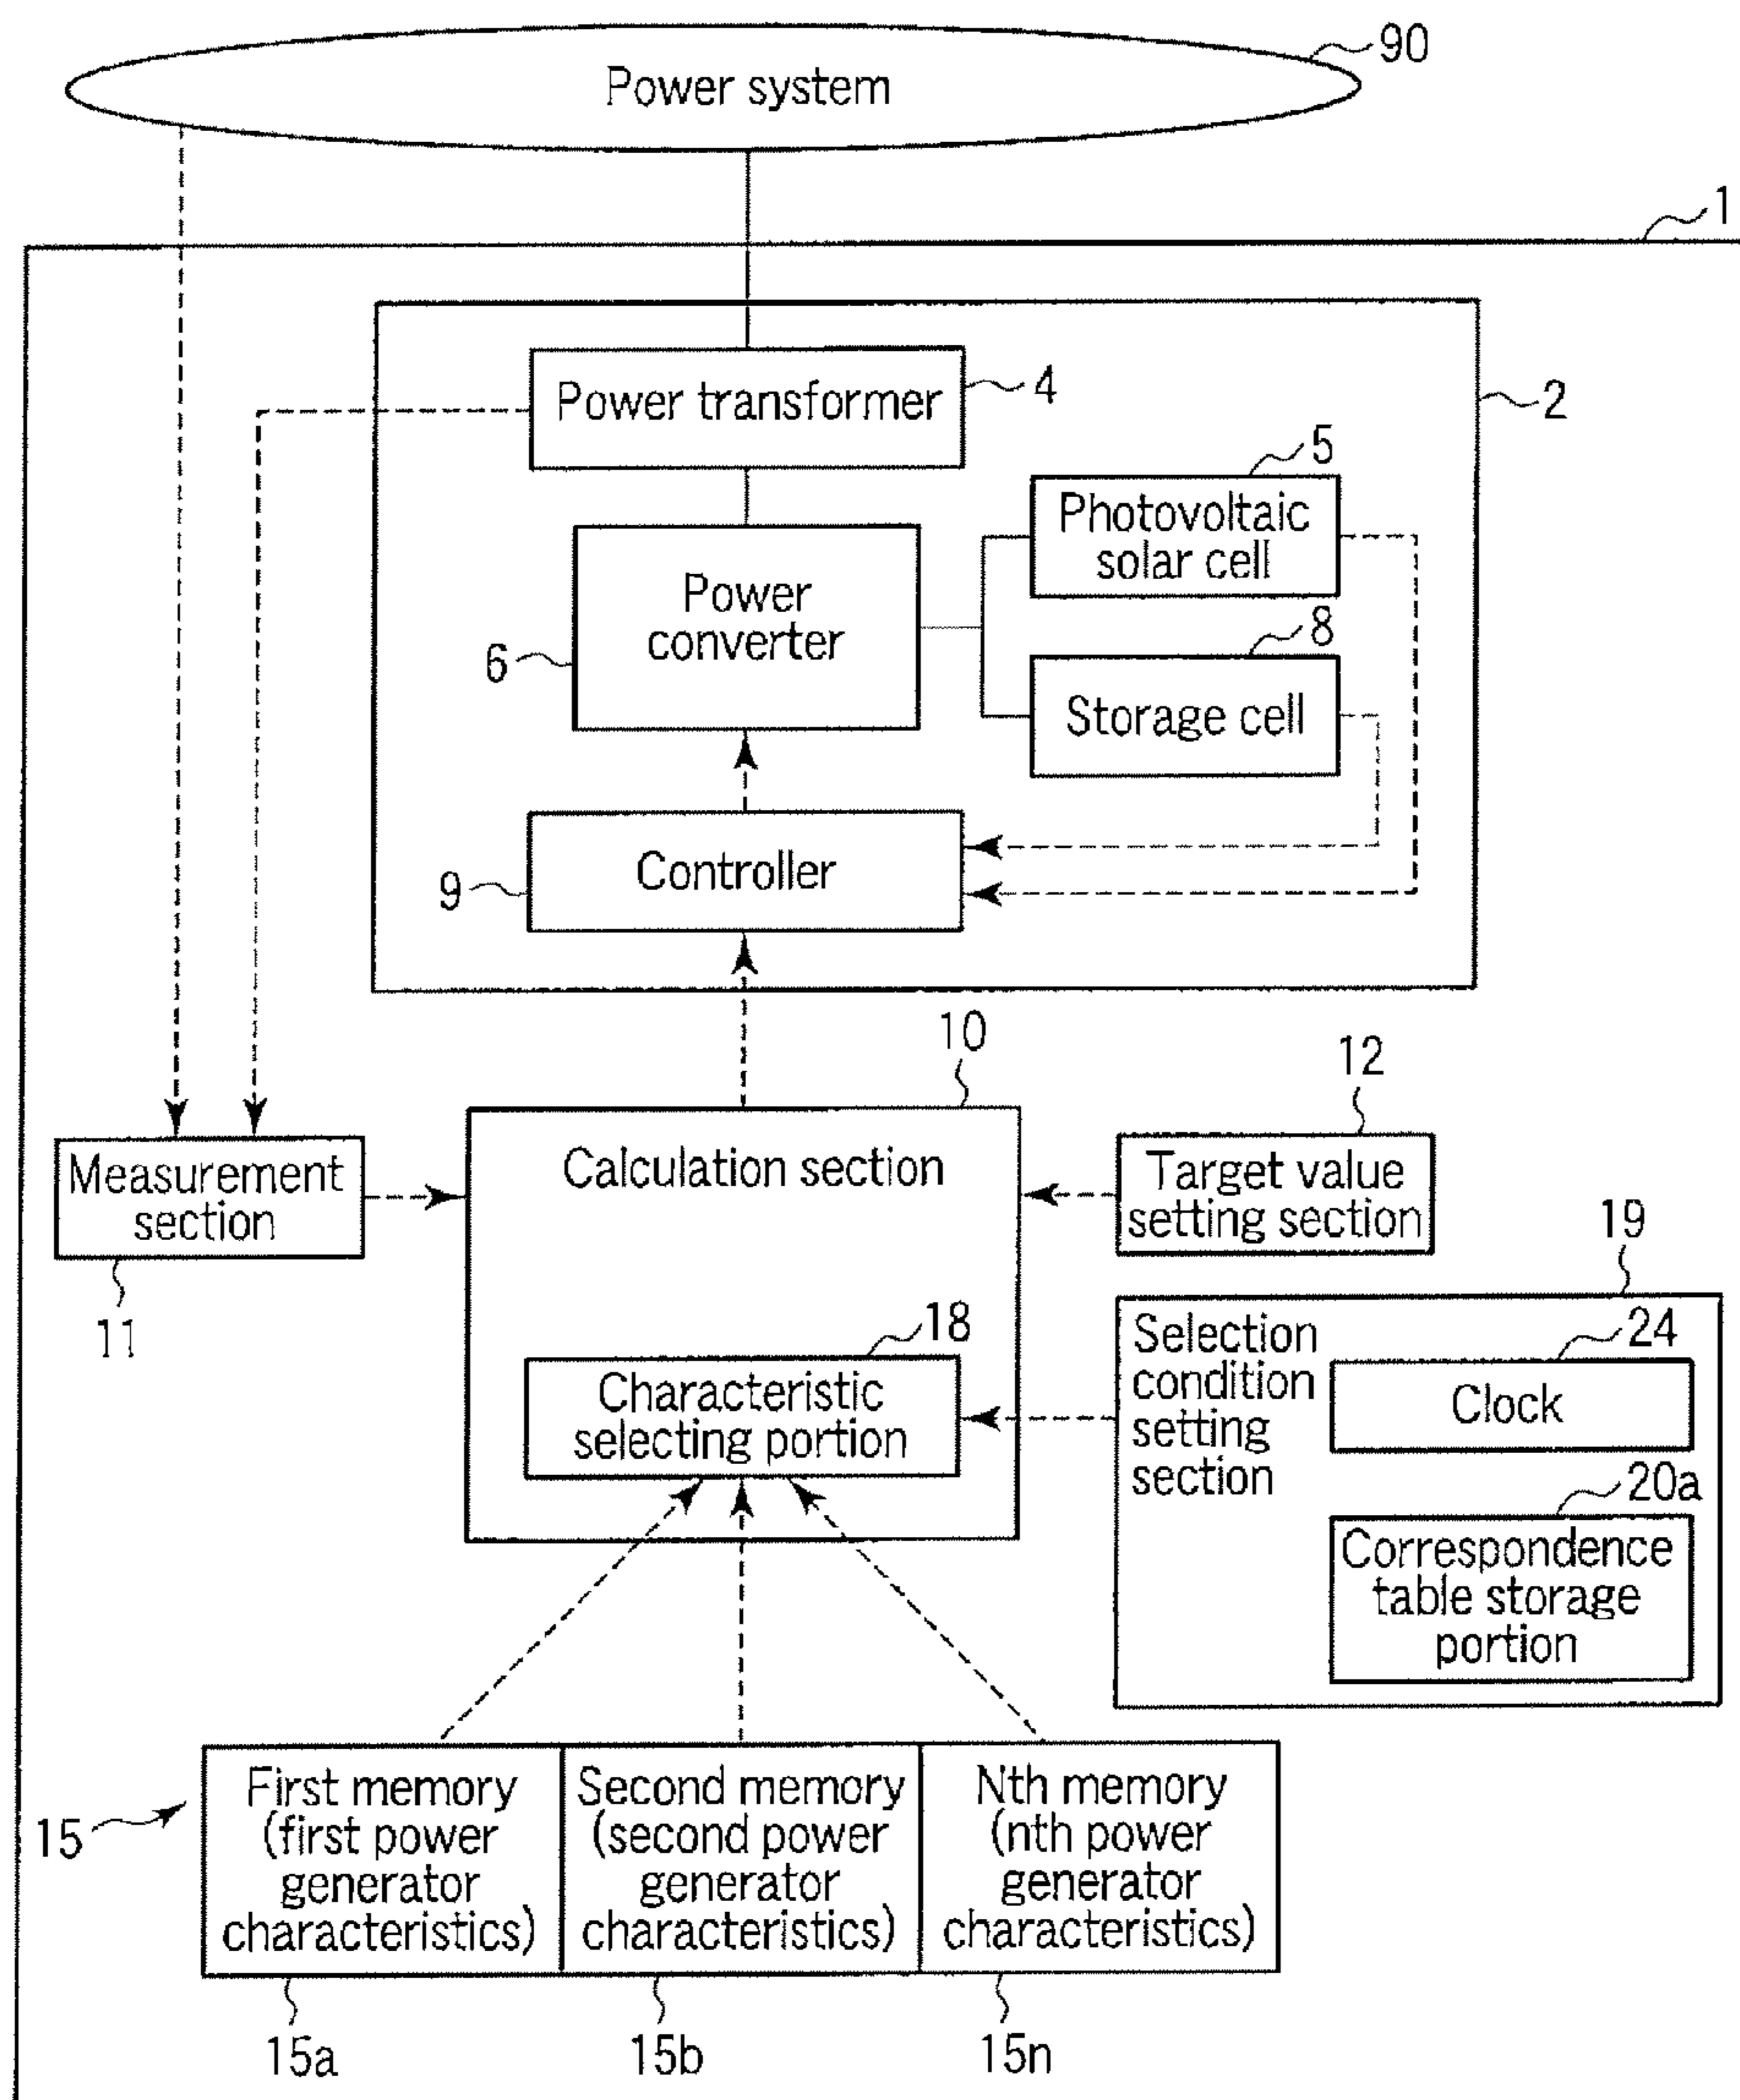 90
Power system
1
Power transformer
4
2
5
Photovoltaic
solar cell
Power
converter
6
8
Storage cell
Controller
9
10
12
Measurement
section
11
Calculation section
Target value
setting section
19
18
Characteristic
selecting portion
Selection
condition
setting
section
24
Clock
20a
Correspondence
table storage
portion
15
First memory
(first power
generator
characteristics)
Second memory
(second power
generator
characteristics)
Nth memory
(nth power
generator
characteristics)
15a
15b
15n